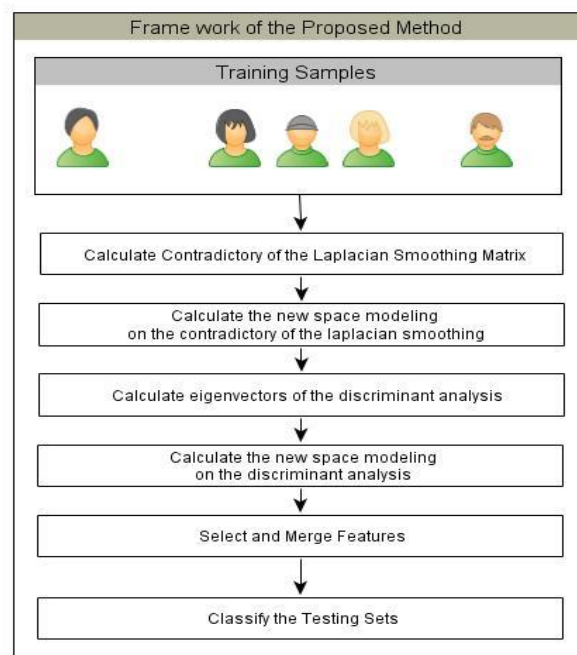 Frame work of the Proposed Method
Training Samples
Calculate Contradictory of the Laplacian Smoothing Matrix
Calculate the new space modeling
on the contradictory of the laplacian smoothing
Calculate eigenvectors of the discriminant analysis
Calculate the new space modeling
on the discriminant analysis
Select and Merge Features
Classify the Testing Sets